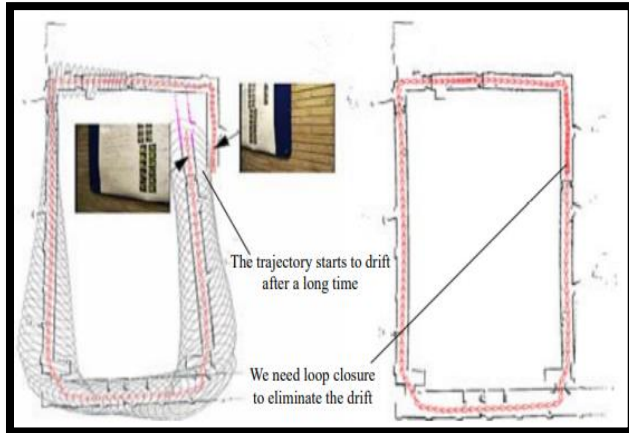 The trajectory starts to drift
after a long time
We need loop closure
to eliminate the drift